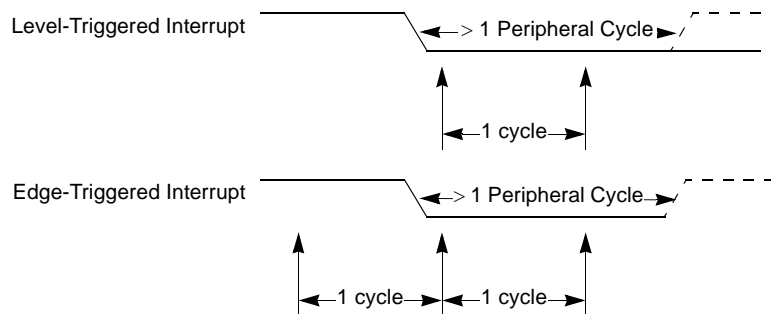 Level-Triggered Interrupt
> 1 Peripheral Cycle
1 cycle
Edge-Triggered Interrupt
> 1 Peripheral Cycle
1 cycle
1 cycle